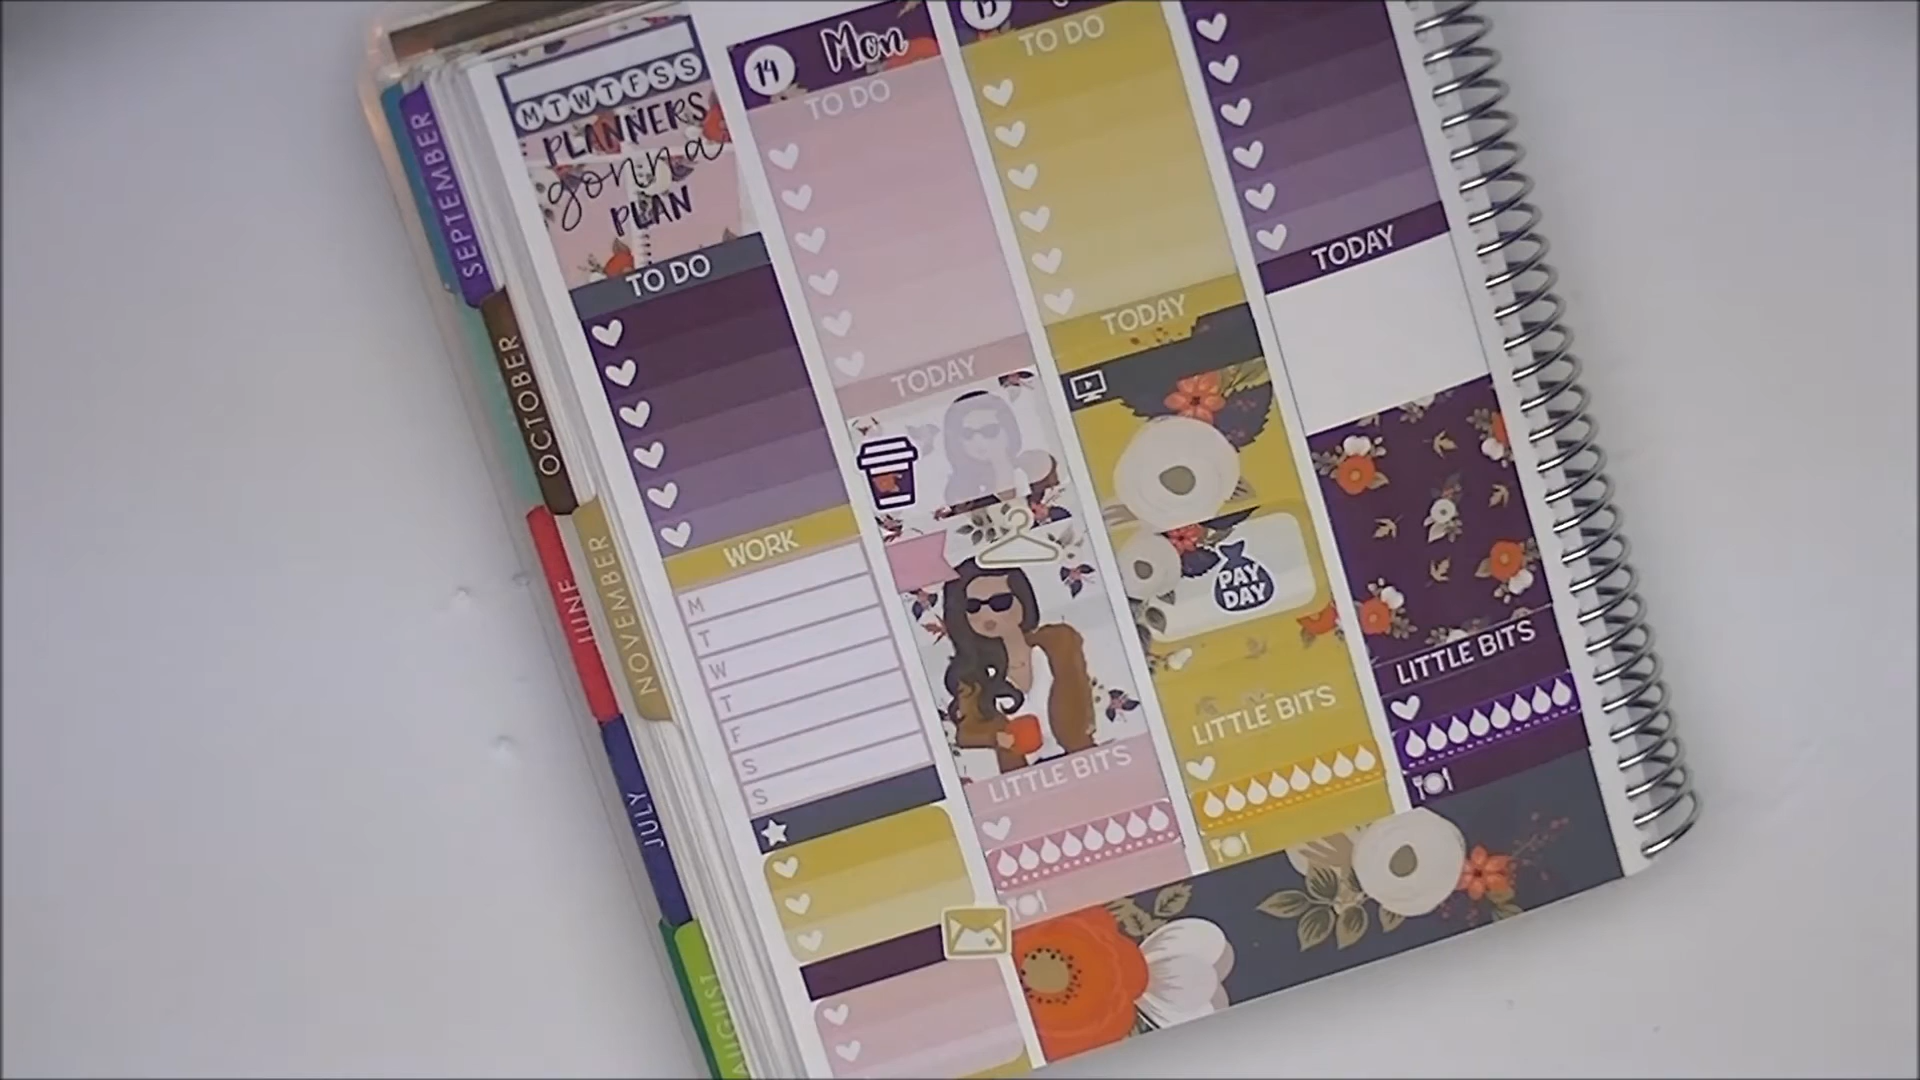 SEPTEMBER
OCTOBER
NOVEMBER
JUNE
JULY
AUGUST
M T W T F S S
PLANNERS
gonna
PLAN
TO DO
WORK
M
T
W
T
F
S
S
14 Mon
TO DO
TODAY
LITTLE BITS
15
TO DO
TODAY
PAY
DAY
LITTLE BITS
TODAY
LITTLE BITS